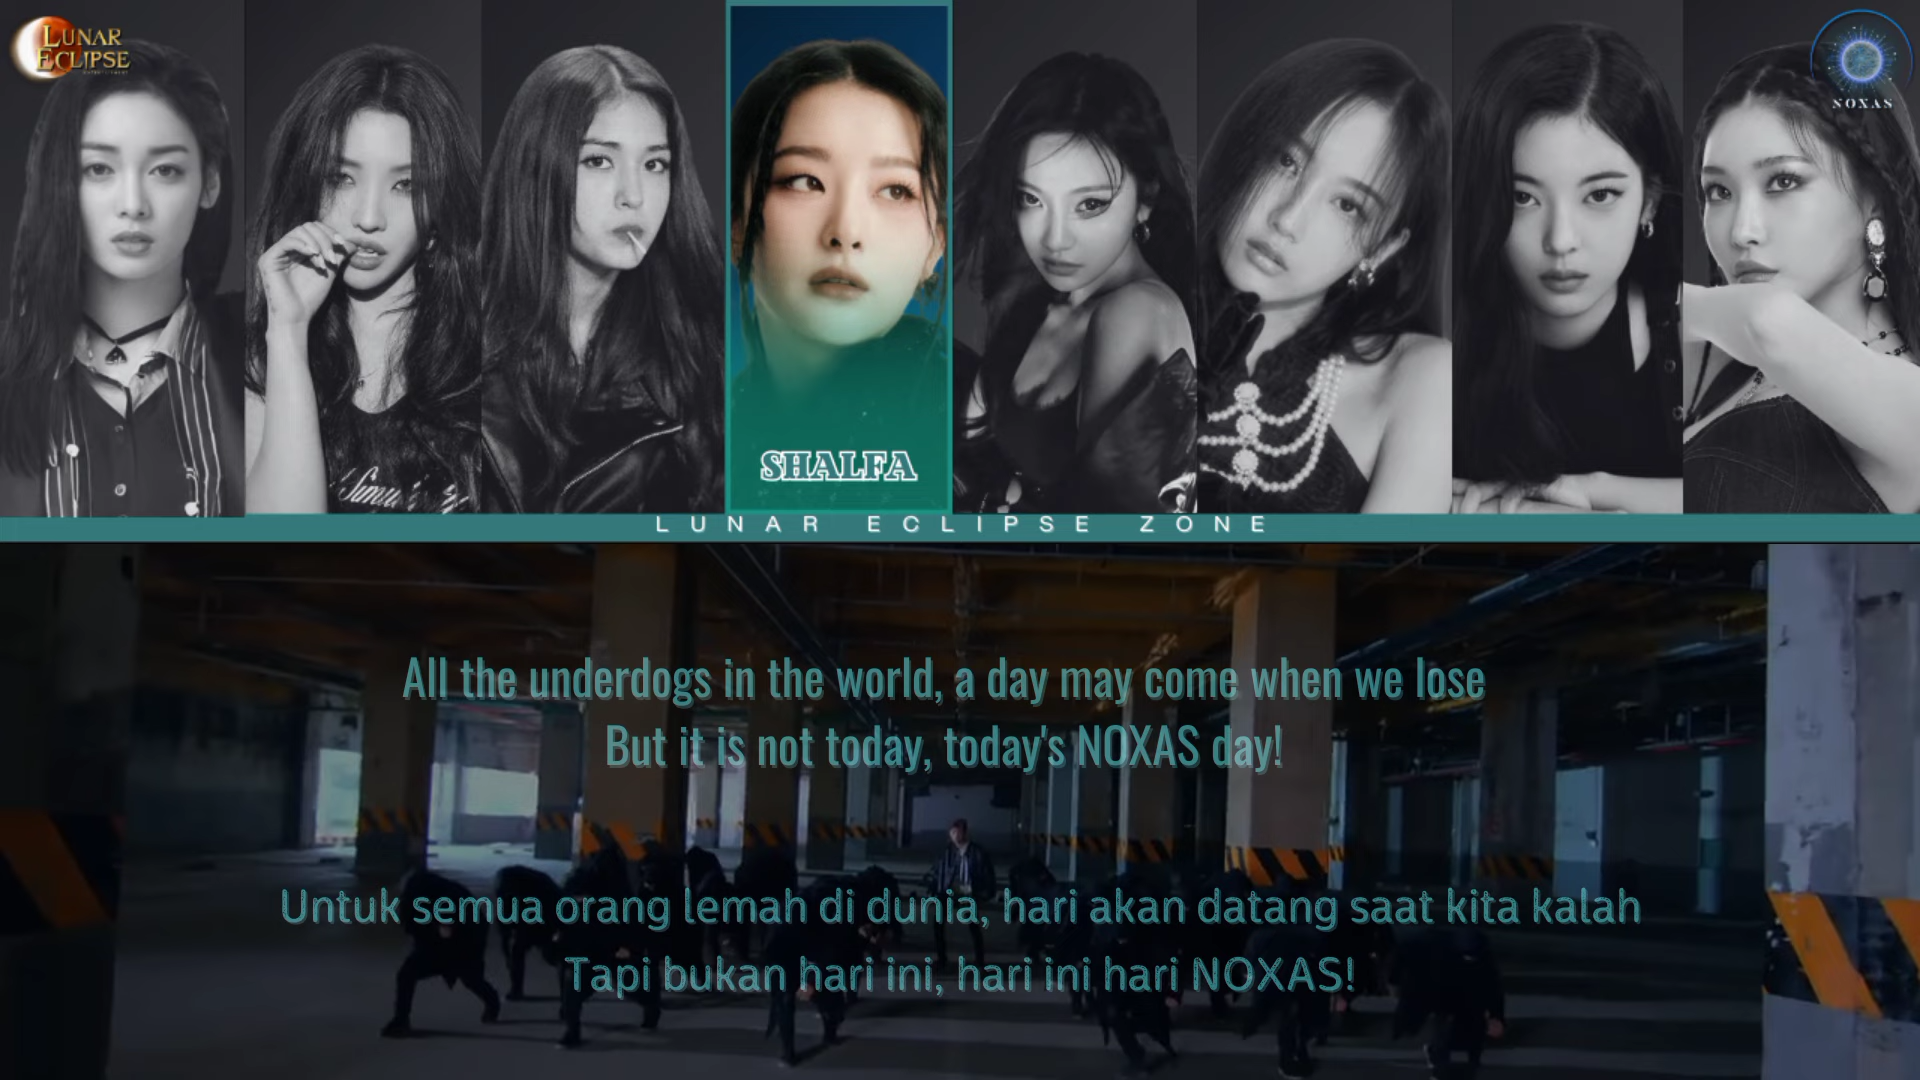 LUNAR
ECLIPSE
NOXAS
SHALFA
LUNAR ECLIPSE ZONE
All the underdogs in the world, a day may come when we lose
But it is not today, today's NOXAS day!
Untuk semua orang lemah di dunia, hari akan datang saat kita kalah
Tapi bukan hari ini, hari ini hari NOXAS!